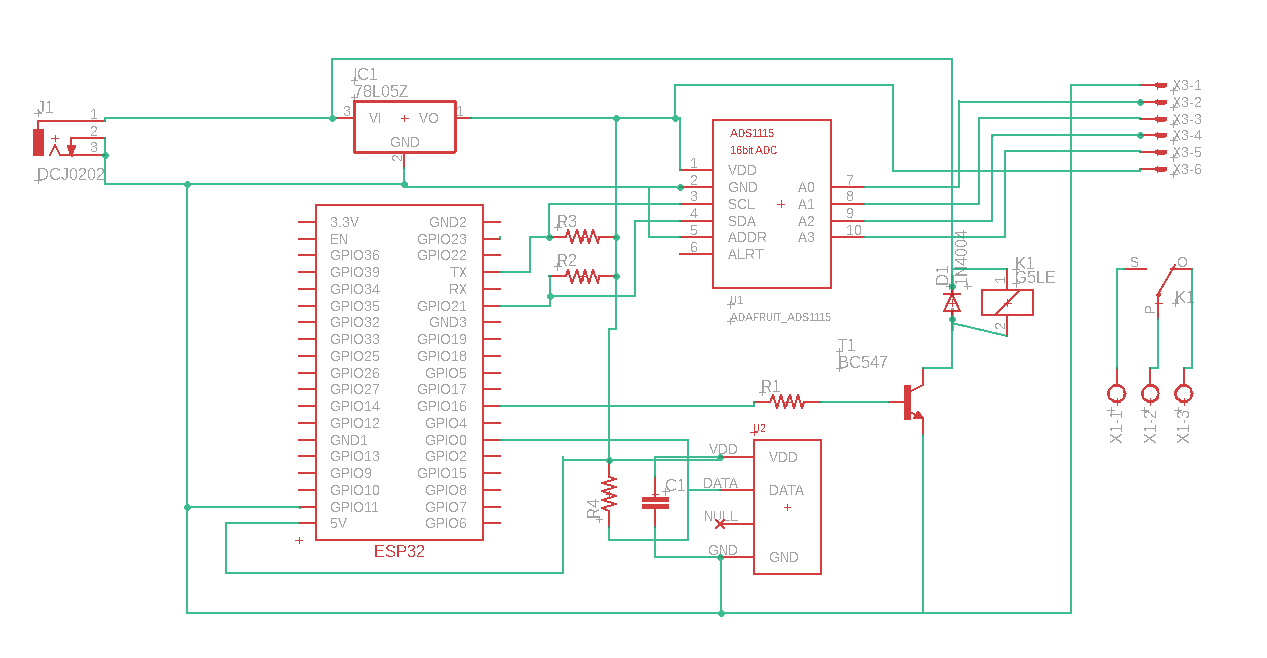 J1
1
2
3
DCJ0202
IC1
78L05Z
3
VI
VO
1
GND
2
ADS1115
16bit ADC
1
VDD
2
GND
3
SCL
4
SDA
5
ADDR
6
ALRT
A0
7
A1
8
A2
9
A3
10
U1
ADAFRUIT_ADS1115
X3-1
X3-2
X3-3
X3-4
X3-5
X3-6
3.3V
GND2
EN
GPIO23
GPIO36
GPIO22
GPIO39
TX
GPIO34
RX
GPIO35
GPIO21
GPIO32
GND3
GPIO33
GPIO19
GPIO25
GPIO18
GPIO26
GPIO5
GPIO27
GPIO17
GPIO14
GPIO16
GPIO12
GPIO4
GND1
GPIO0
GPIO13
GPIO2
GPIO9
GPIO15
GPIO10
GPIO8
GPIO11
GPIO7
5V
GPIO6
ESP32
R3
R2
D1
1N4004
K1
G5LE
1
2
S
O
P
K1
X1-1
X1-2
X1-3
T1
BC547
R1
U2
VDD
VDD
DATA
DATA
NULL
GND
GND
C1
R4